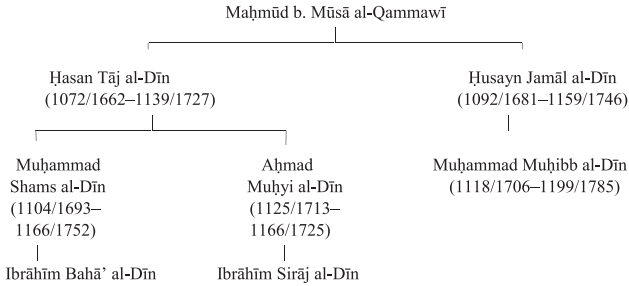 Maḥmūd b. Mūsā al-Qammawī
Ḥasan Tāj al-Dīn
(1072/1662–1139/1727)
Ḥusayn Jamāl al-Dīn
(1092/1681–1159/1746)
Muḥammad
Shams al-Dīn
(1104/1693–
1166/1752)
Aḥmad
Muḥyi al-Dīn
(1125/1713–
1166/1725)
Muḥammad Muḥibb al-Dīn
(1118/1706–1199/1785)
Ibrāhīm Bahā’ al-Dīn
Ibrāhīm Sirāj al-Dīn